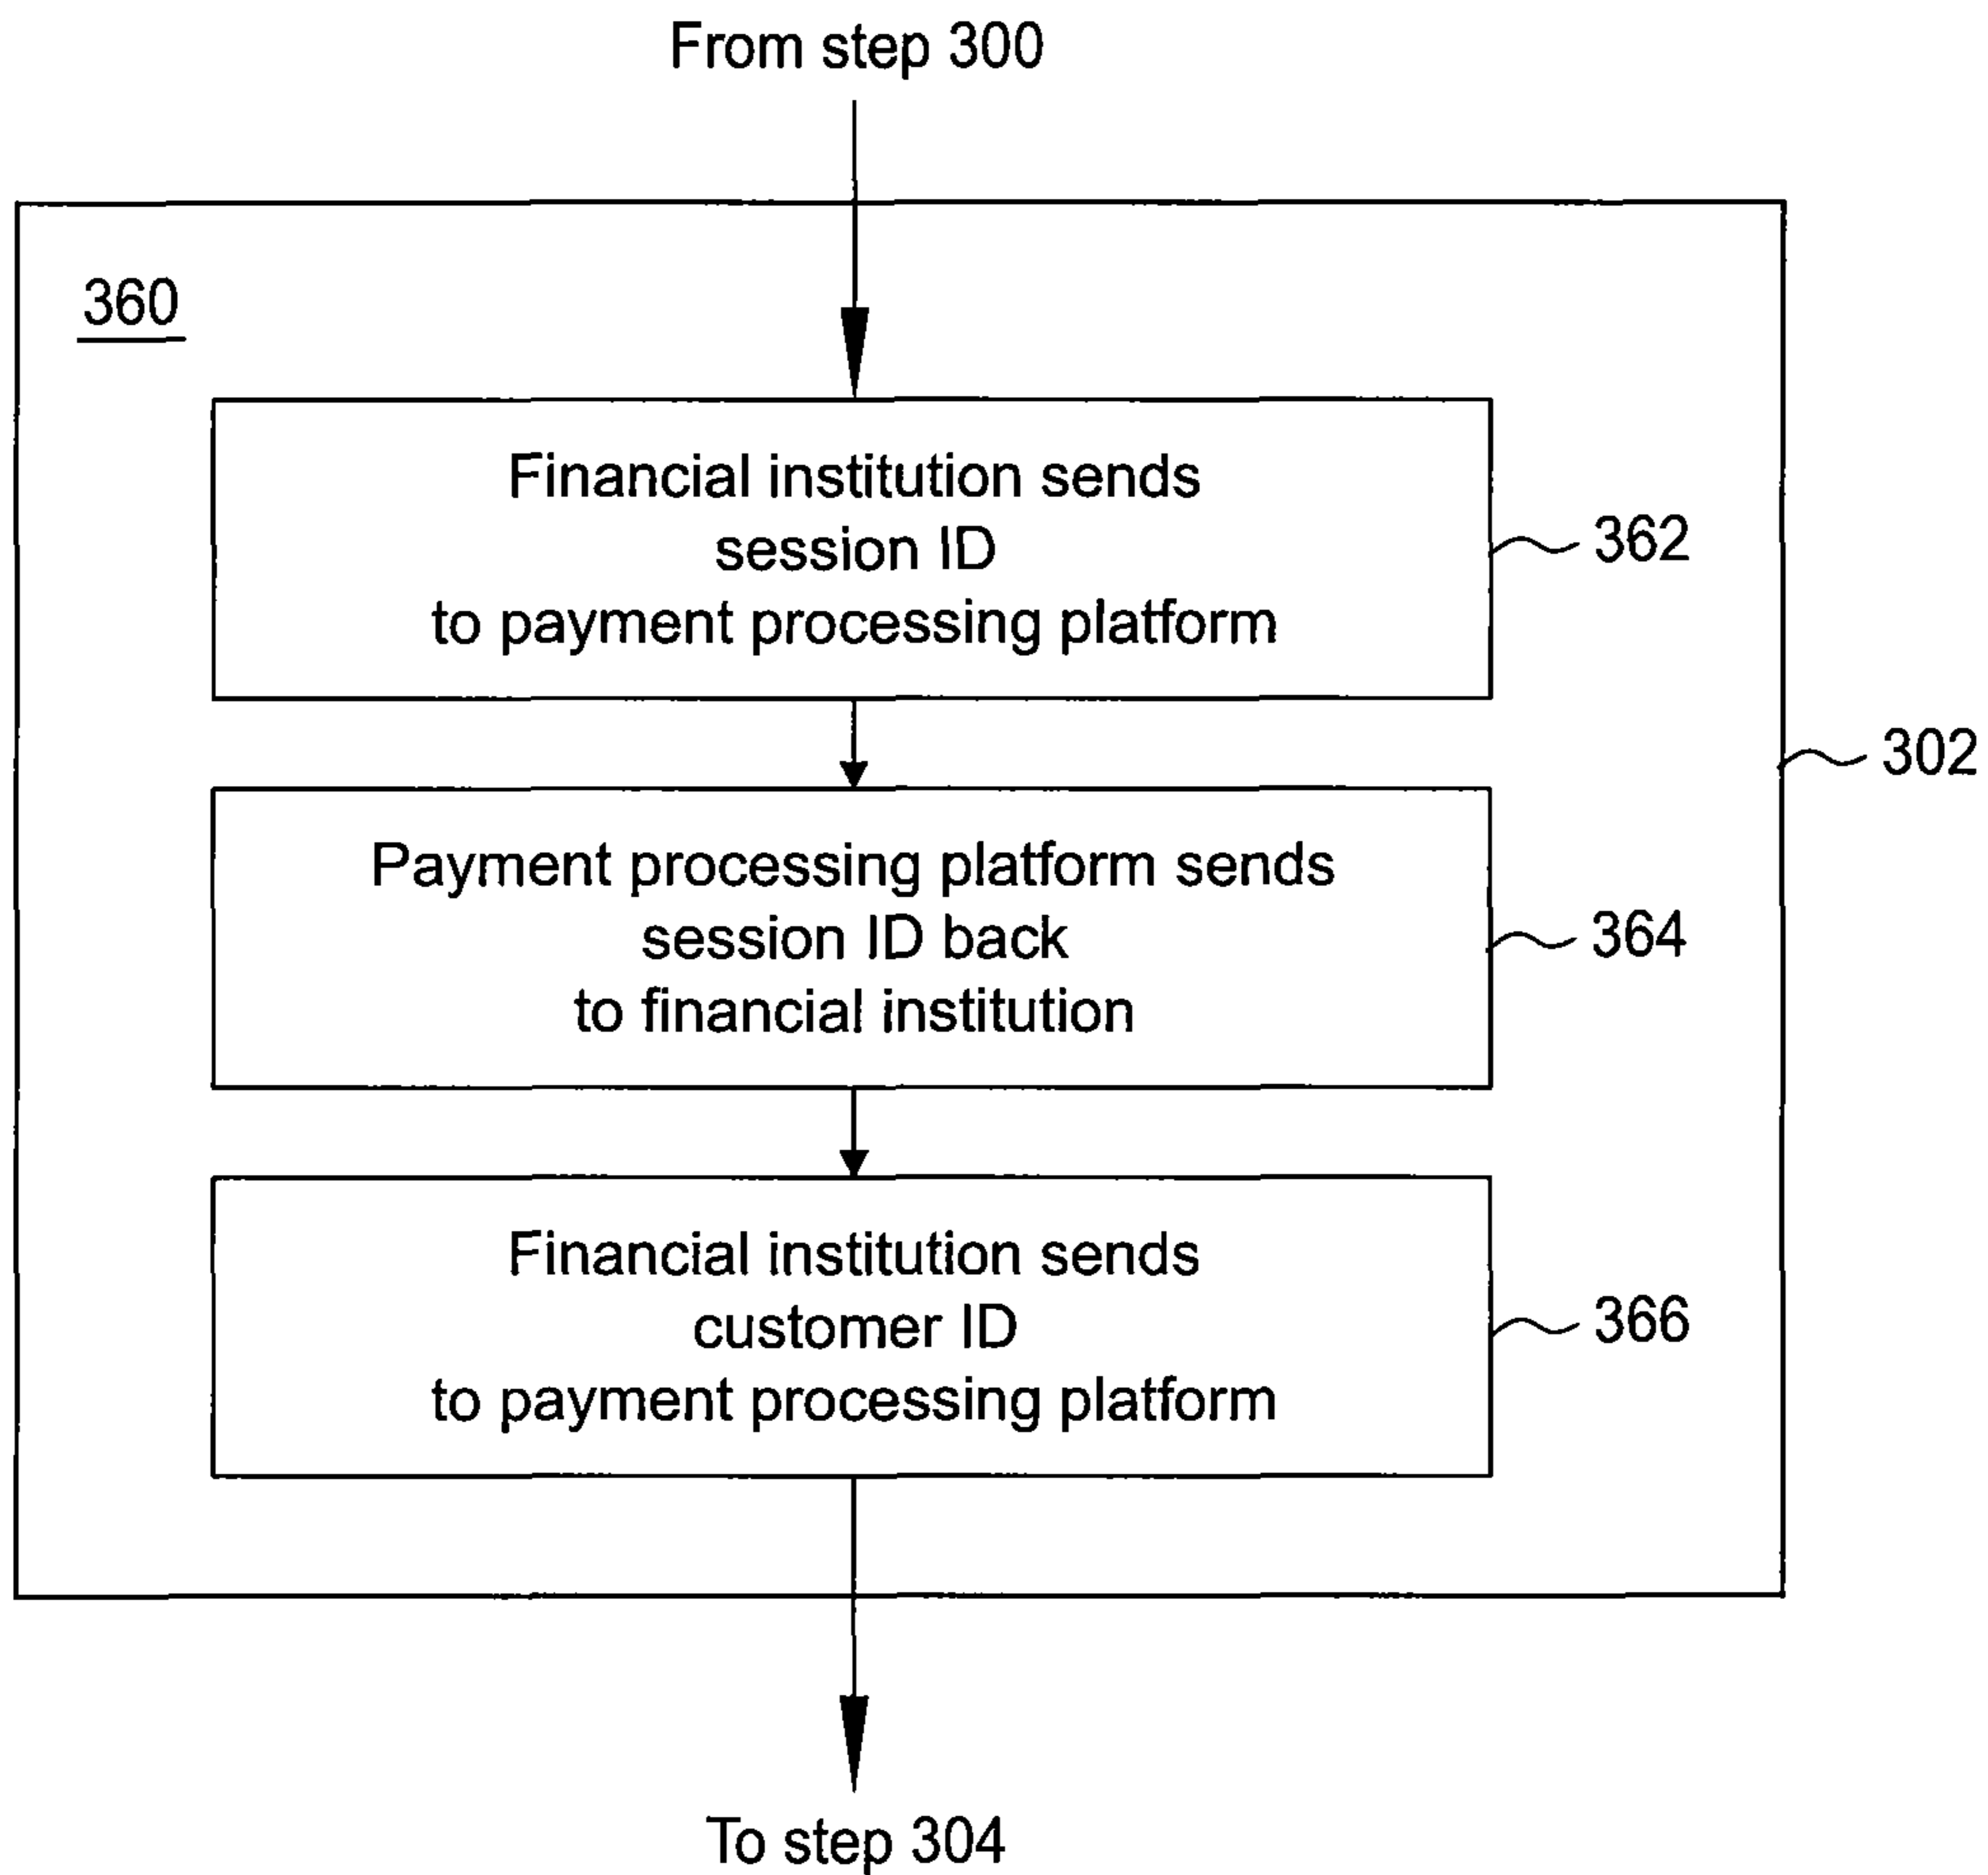 From step 300
360
Financial institution sends
session ID
to payment processing platform
362
302
Payment processing platform sends
session ID back
to financial institution
364
Financial institution sends
customer ID
to payment processing platform
366
To step 304